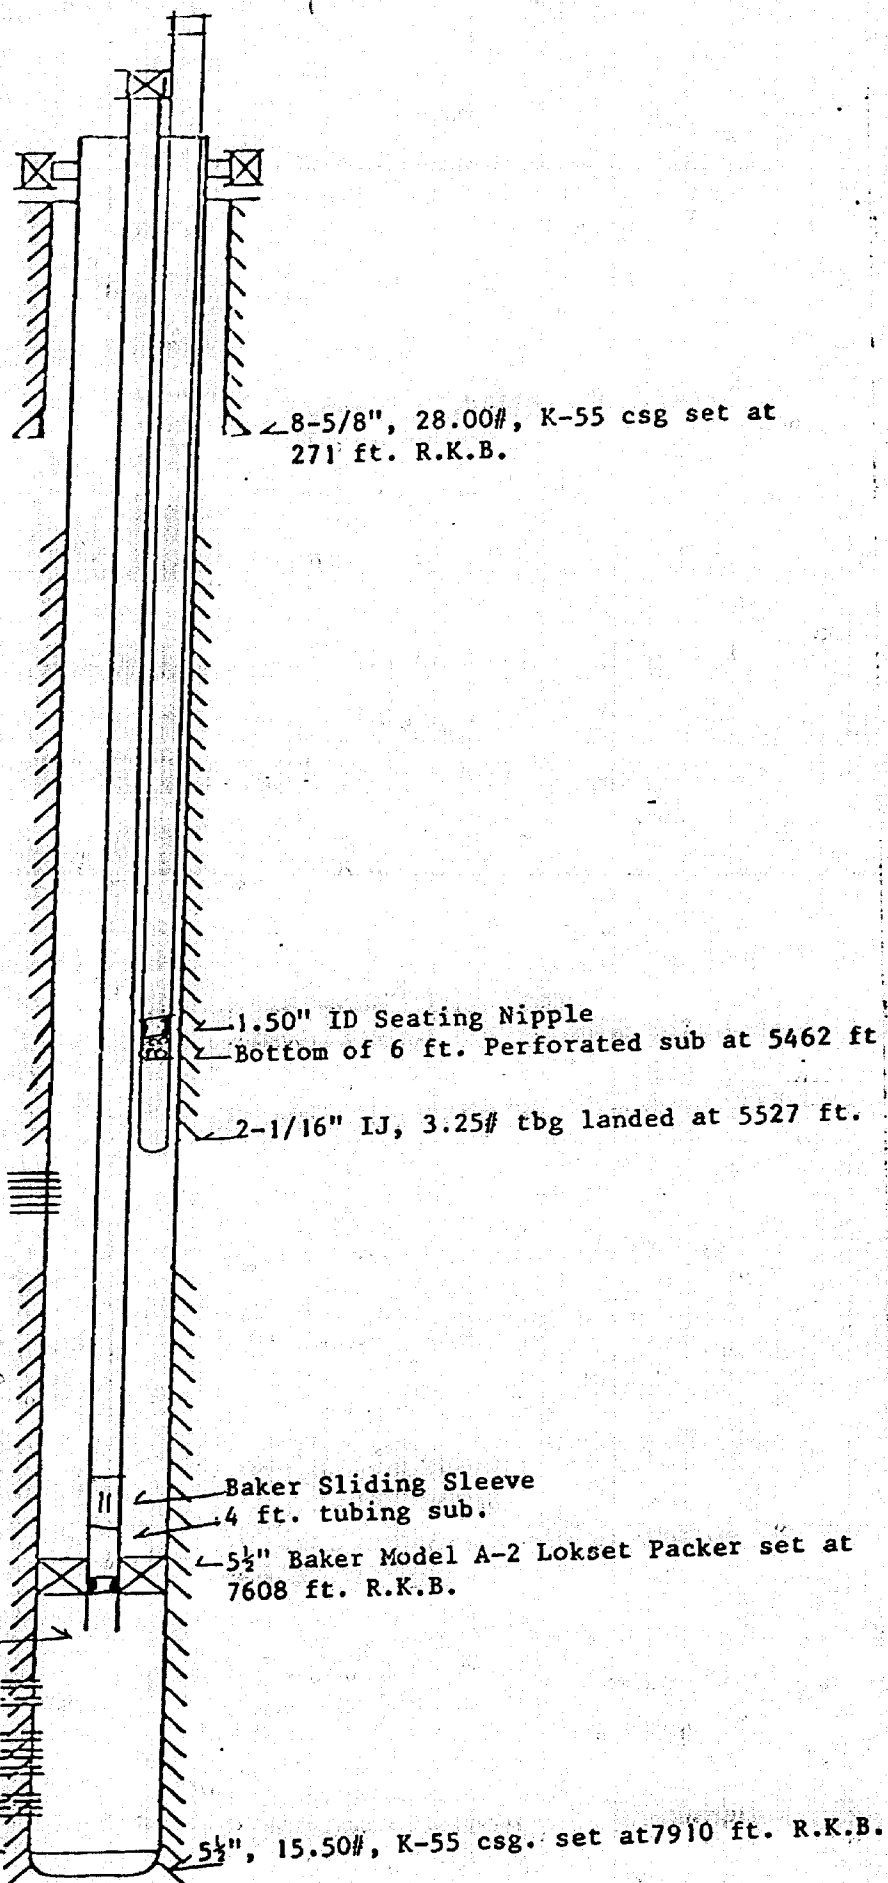 8-5/8", 28.00#, K-55 csg set at
271 ft. R.K.B.
1.50" ID Seating Nipple
Bottom of 6 ft. Perforated sub at 5462 ft
2-1/16" IJ, 3.25# tbg landed at 5527 ft.
Baker Sliding Sleeve
4 ft. tubing sub.
5½" Baker Model A-2 Lokset Packer set at
7608 ft. R.K.B.
5½", 15.50#, K-55 csg. set at7910 ft. R.K.B.